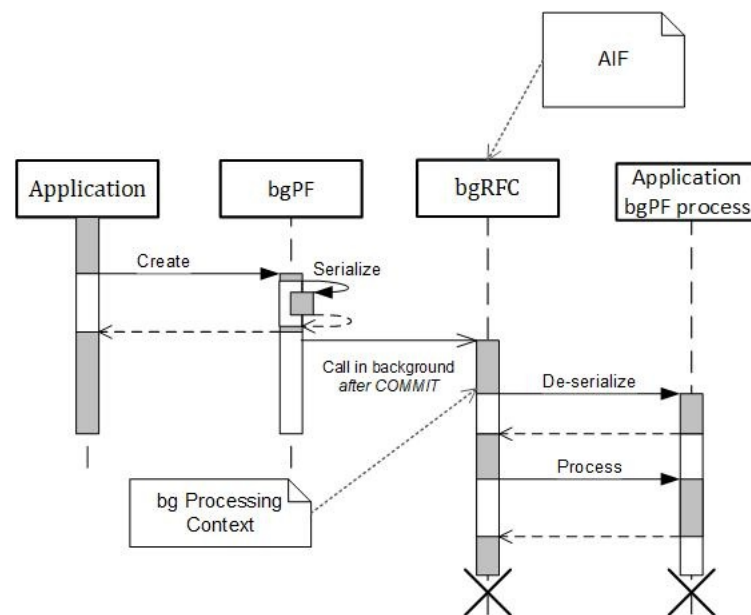 AIF
Application
bgPF
bgRFC
Application
bgPF process
Create
Serialize
Call in background
after COMMIT
De-serialize
Process
bg Processing
Context